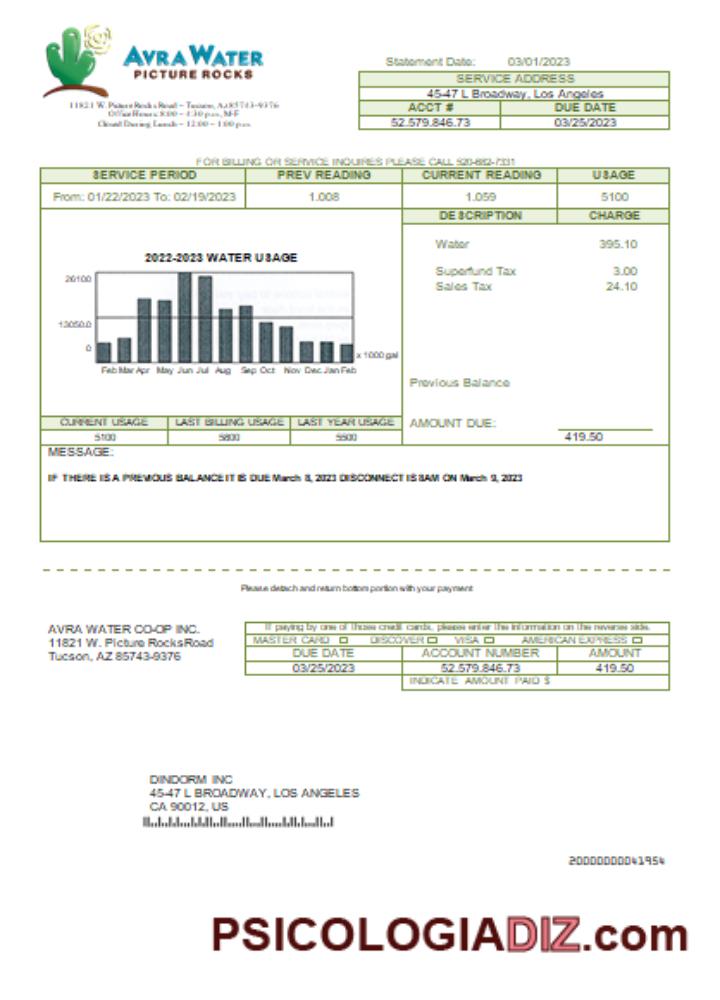 AVRA WATER
PICTURE ROCKS
11821 W. Picture Rocks Road ~ Tucson, Az 85743-9376
Office Hours: 8:00 ~ 4:30 p.m, M-F
Closed During Lunch ~ 12:00 ~ 1:00 p.m.
Statement Date: 03/01/2023
SERVICE ADDRESS
45-47 L Broadway, Los Angeles
ACCT # DUE DATE
52.579.846.73 03/25/2023
FOR BILLING OR SERVICE INQUIRES PLEASE CALL 520-682-7331
SERVICE PERIOD PREV READING CURRENT READING USAGE
From: 01/22/2023 To: 02/19/2023 1.008 1.059 5100
DESCRIPTION CHARGE
Water 395.10
Superfund Tax 3.00
Sales Tax 24.10
2022-2023 WATER USAGE
26100
13050.0
0
x 1000 gal
Feb Mar Apr May Jun Jul Aug Sep Oct Nov Dec Jan Feb
Previous Balance
AMOUNT DUE:
419.50
CURRENT USAGE LAST BILLING USAGE LAST YEAR USAGE
5100 5800 5500
MESSAGE:
IF THERE IS A PREVIOUS BALANCE IT IS DUE March 8, 2023 DISCONNECT IS 8AM ON March 9, 2023
Please detach and return bottom portion with your payment
AVRA WATER CO-OP INC.
11821 W. Picture RocksRoad
Tucson, AZ 85743-9376
If paying by one of those credit cards, please enter the information on the reverse side.
MASTER CARD DISCOVER VISA AMERICAN EXPRESS
DUE DATE ACCOUNT NUMBER AMOUNT
03/25/2023 52.579.846.73 419.50
INDICATE AMOUNT PAID $
DINDORM INC
45-47 L BROADWAY, LOS ANGELES
CA 90012, US
20000000041954
PSICOLOGIADIZ.com